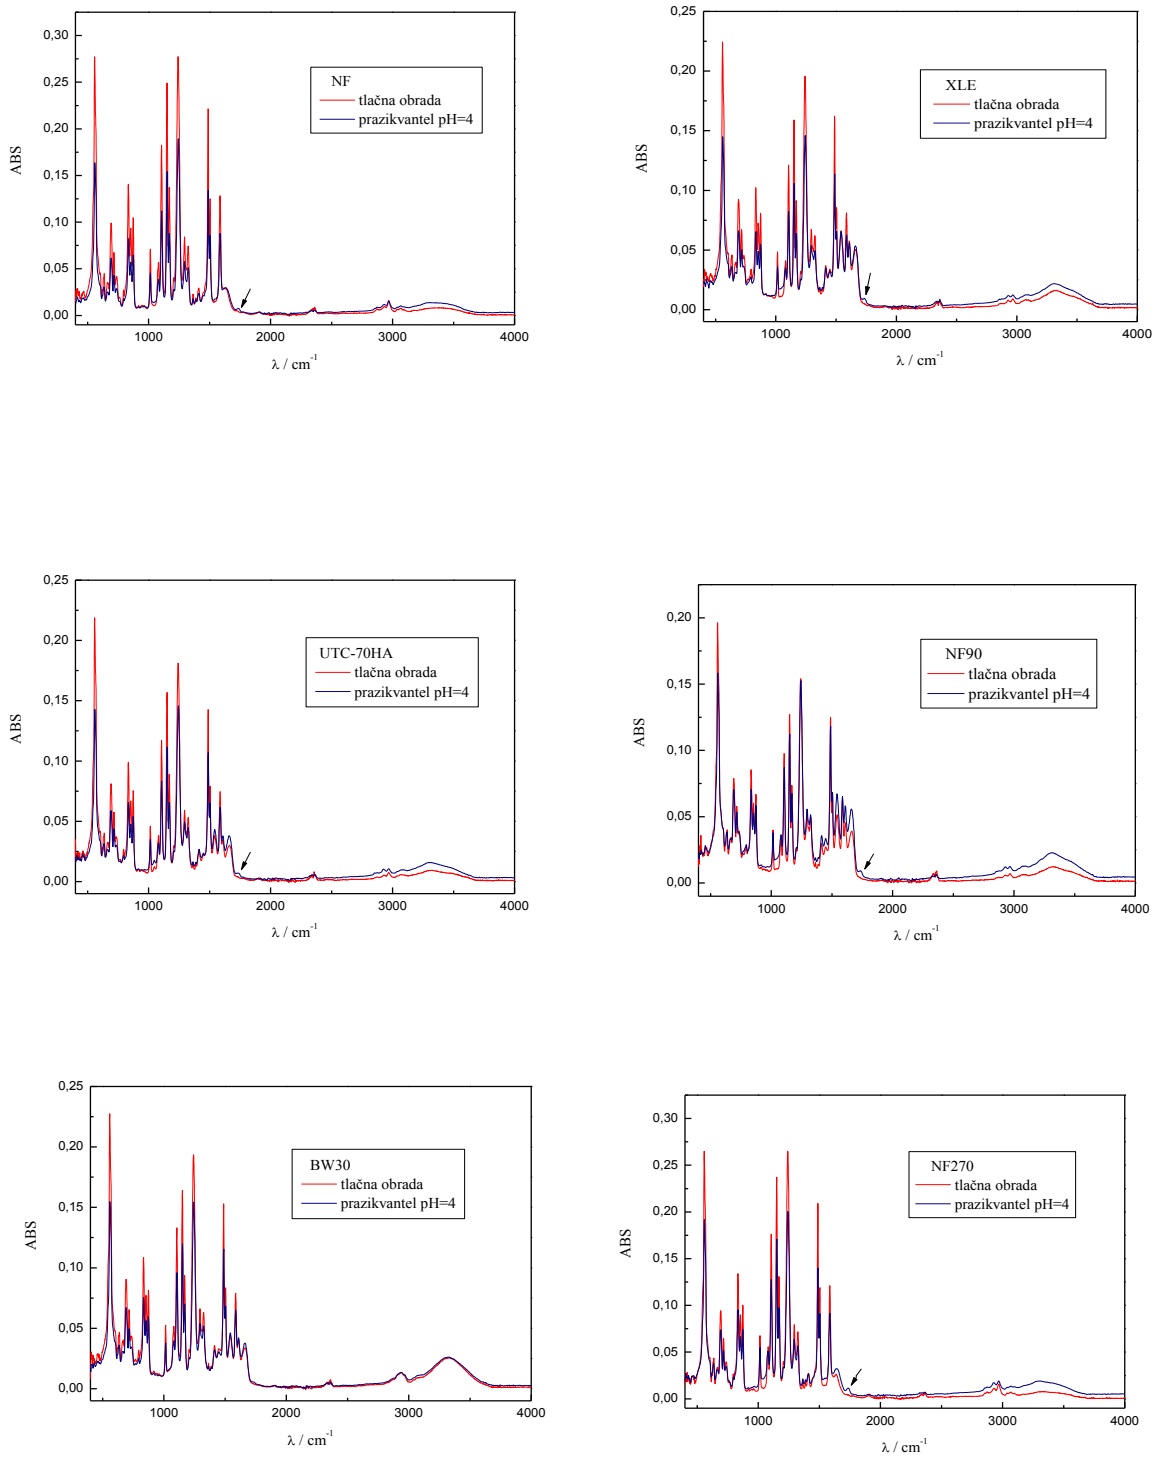 0,30
0,25
0,20
0,15
0,10
0,05
0,00
ABS
NF
tlačna obrada
prazikvantel pH=4
1000 2000 3000 4000
λ / cm-1
0,25
0,20
0,15
0,10
0,05
0,00
ABS
XLE
tlačna obrada
prazikvantel pH=4
1000 2000 3000 4000
λ / cm-1
0,25
0,20
0,15
0,10
0,05
0,00
ABS
UTC-70HA
tlačna obrada
prazikvantel pH=4
1000 2000 3000 4000
λ / cm-1
0,20
0,15
0,10
0,05
0,00
ABS
NF90
tlačna obrada
prazikvantel pH=4
1000 2000 3000 4000
λ / cm-1
0,25
0,20
0,15
0,10
0,05
0,00
ABS
BW30
tlačna obrada
prazikvantel pH=4
1000 2000 3000 4000
λ / cm-1
0,30
0,25
0,20
0,15
0,10
0,05
0,00
ABS
NF270
tlačna obrada
prazikvantel pH=4
1000 2000 3000 4000
λ / cm-1